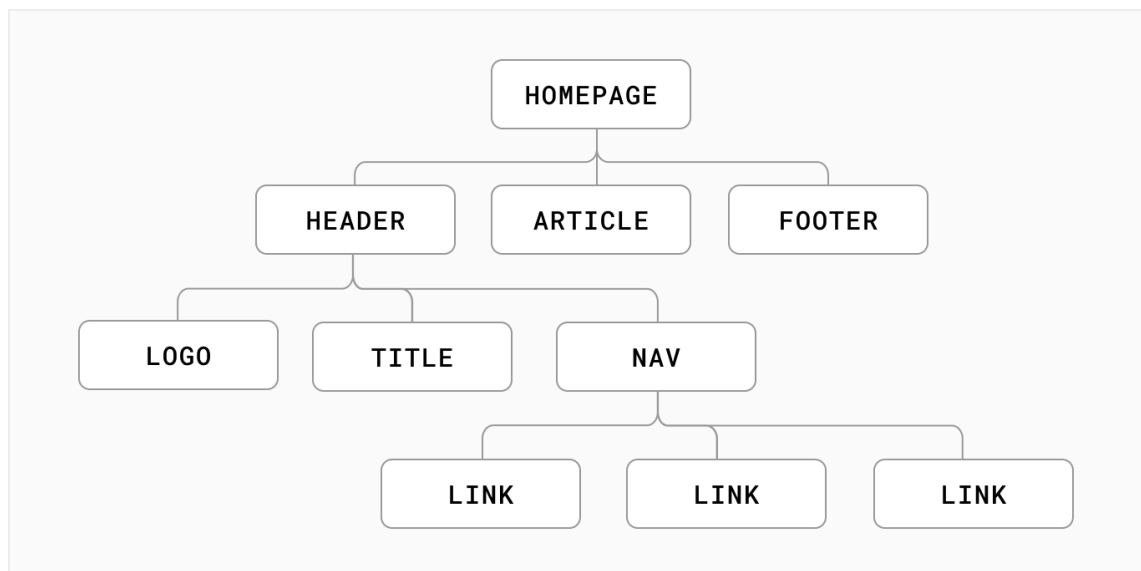 HOMEPAGE
HEADER
ARTICLE
FOOTER
LOGO
TITLE
NAV
LINK
LINK
LINK